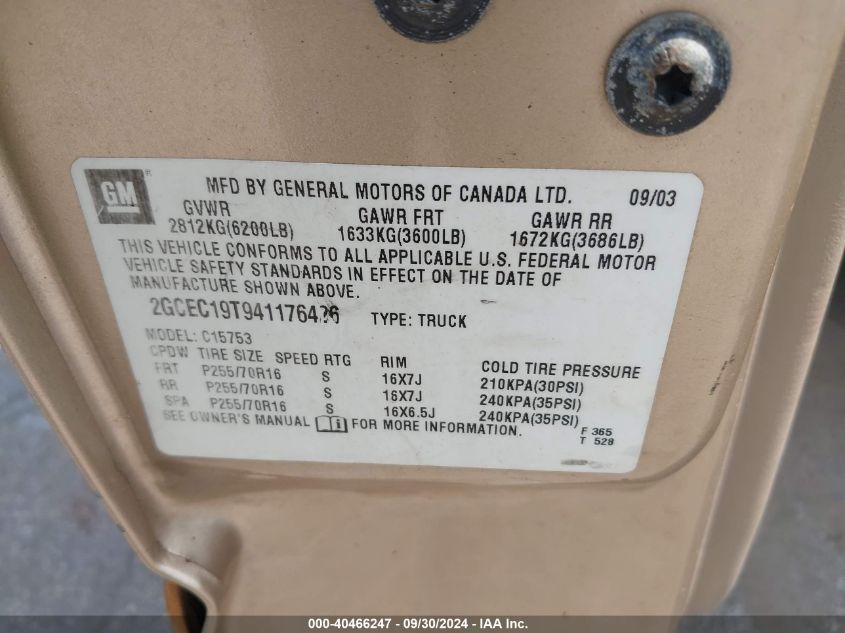 GM
®
MFD BY GENERAL MOTORS OF CANADA LTD. 09/03
GVWR GAWR FRT GAWR RR
2812KG(6200LB) 1633KG(3600LB) 1672KG(3686LB)
THIS VEHICLE CONFORMS TO ALL APPLICABLE U.S. FEDERAL MOTOR
VEHICLE SAFETY STANDARDS IN EFFECT ON THE DATE OF
MANUFACTURE SHOWN ABOVE.
2GCEC19T941176426 TYPE: TRUCK
MODEL: C15753
CPDW TIRE SIZE SPEED RTG RIM COLD TIRE PRESSURE
FRT P255/70R16 S 16X7J 210KPA(30PSI)
RR P255/70R16 S 16X7J 240KPA(35PSI)
SPA P255/70R16 S 16X6.5J 240KPA(35PSI)
SEE OWNER'S MANUAL FOR MORE INFORMATION. F 365
T 528
000-40466247 - 09/30/2024 - IAA Inc.